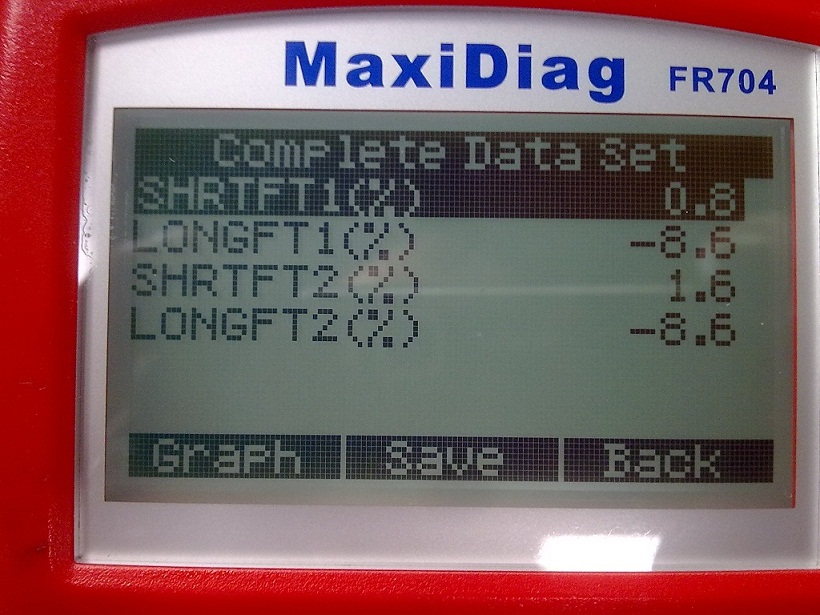 MaxiDiag FR704
Complete Data Set
SHRTFT1(%) 0.8
LONGFT1(%) -8.6
SHRTFT2(%) 1.6
LONGFT2(%) -8.6
Graph Save Back